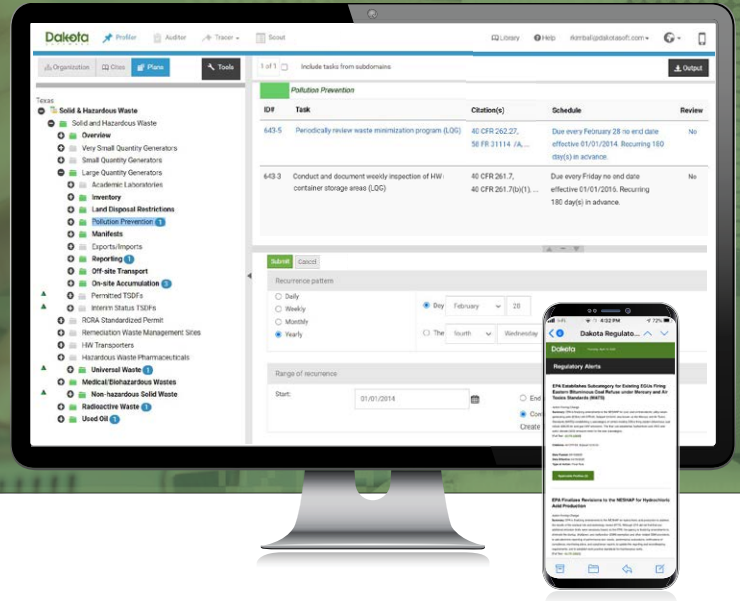 Dakota
Profiler
Auditor
Tracer
Scout
Library
Help
rkimball@dakotasoft.com
Organization
Cites
Plans
Tools
1 of 1
Include tasks from subdomains
Output
Texas
Solid & Hazardous Waste
Solid and Hazardous Waste
Overview
Very Small Quantity Generators
Small Quantity Generators
Large Quantity Generators
Academic Laboratories
Inventory
Land Disposal Restrictions
Pollution Prevention 1
Manifests
Exports/Imports
Reporting 1
Off-site Transport
On-site Accumulation
Permitted TSDFs
Interim Status TSDFs
RCRA Standardized Permit
Remediation Waste Management Sites
HW Transporters
Hazardous Waste Pharmaceuticals
Universal Waste 1
Medical/Biohazardous Wastes
Non-hazardous Solid Waste
Radioactive Waste 1
Used Oil 1
Pollution Prevention
ID# Task Citation(s) Schedule Review
643-5 Periodically review waste minimization program (LQG) 40 CFR 262.27, Due every February 28 no end date No
58 FR 31114 /A, ... effective 01/01/2014. Recurring 180
day(s) in advance.
643-3 Conduct and document weekly inspection of HW 40 CFR 261.7, Due every Friday no end date No
container storage areas (LQG) 40 CFR 261.7(b)(1), ... effective 01/01/2016. Recurring
180 day(s) in advance.
Submit Cancel
Recurrence pattern
Daily
Weekly
Monthly
Yearly
Day February 28
The fourth Wednesday
Range of recurrence
Start: 01/01/2014
End
Con
Create
4:32 PM
72%
Dakota Regulato...
Dakota
Regulatory Alerts
EPA Establishes Subcategory for Existing EGUs Firing
Eastern Bituminous Coal Refuse under Mercury and Air
Toxics Standards (MATS)
EPA Finalizes Revisions to the NESHAP for Hydrochloric
Acid Production